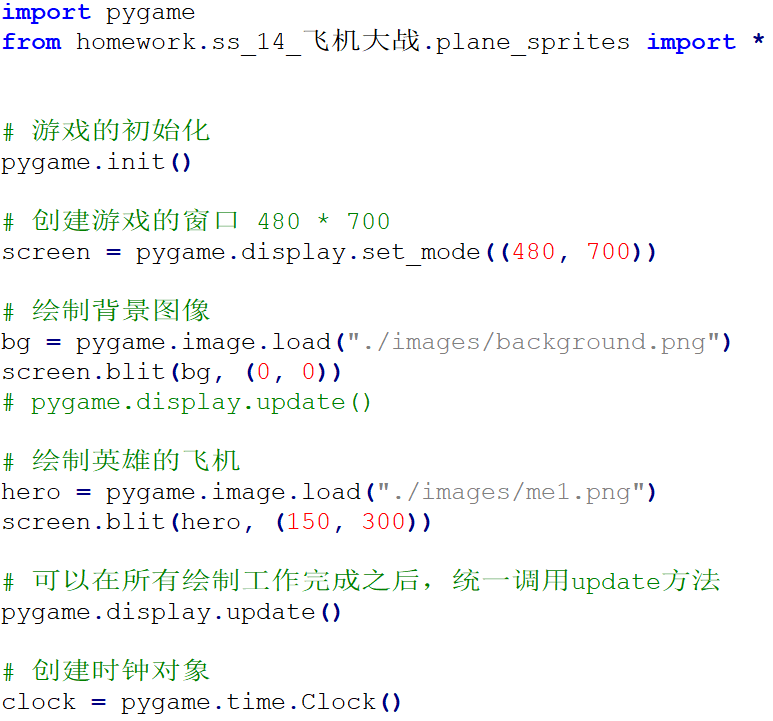 import pygame
from homework.ss_14_飞机大战.plane_sprites import *
# 游戏的初始化
pygame.init()
# 创建游戏的窗口 480 * 700
screen = pygame.display.set_mode((480, 700))
# 绘制背景图像
bg = pygame.image.load("./images/background.png")
screen.blit(bg, (0, 0))
# pygame.display.update()
# 绘制英雄的飞机
hero = pygame.image.load("./images/me1.png")
screen.blit(hero, (150, 300))
# 可以在所有绘制工作完成之后，统一调用update方法
pygame.display.update()
# 创建时钟对象
clock = pygame.time.Clock()